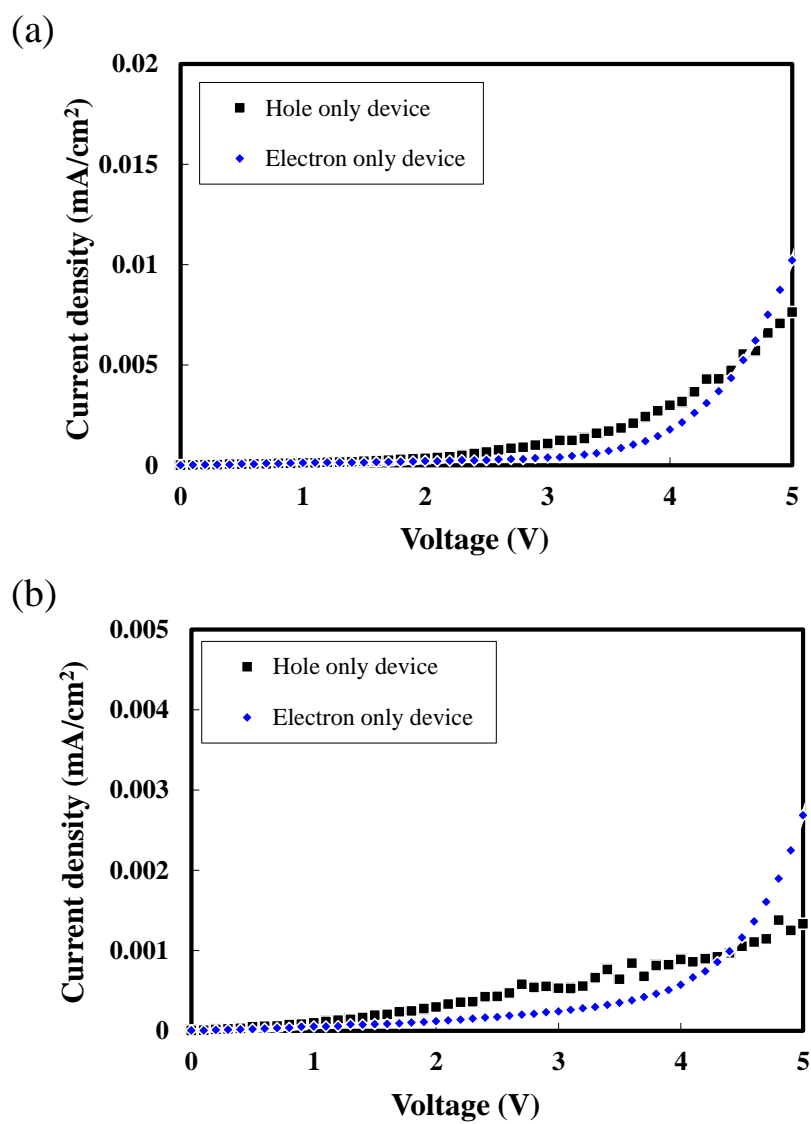 (a)
0.02
0.015
0.01
0.005
0
Current density (mA/cm²)
Hole only device
Electron only device
0 1 2 3 4 5
Voltage (V)
(b)
0.005
0.004
0.003
0.002
0.001
0
Current density (mA/cm²)
Hole only device
Electron only device
0 1 2 3 4 5
Voltage (V)